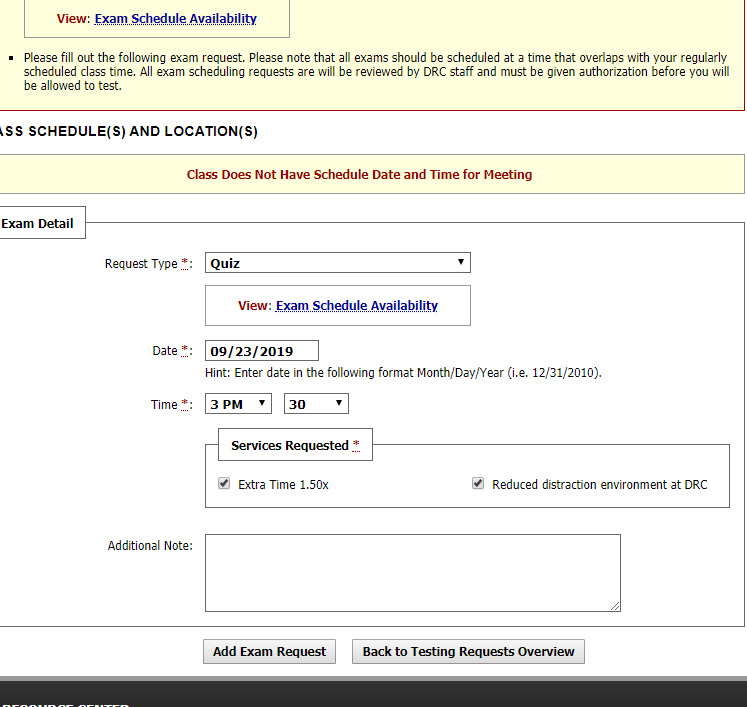 View: Exam Schedule Availability
Please fill out the following exam request. Please note that all exams should be scheduled at a time that overlaps with your regularly
scheduled class time. All exam scheduling requests are will be reviewed by DRC staff and must be given authorization before you will
be allowed to test.
ASS SCHEDULE(S) AND LOCATION(S)
Class Does Not Have Schedule Date and Time for Meeting
Exam Detail
Request Type *: Quiz
View: Exam Schedule Availability
Date *: 09/23/2019
Hint: Enter date in the following format Month/Day/Year (i.e. 12/31/2010).
Time *: 3 PM 30
Services Requested *
Extra Time 1.50x Reduced distraction environment at DRC
Additional Note:
Add Exam Request Back to Testing Requests Overview
RESOURCE CENTER